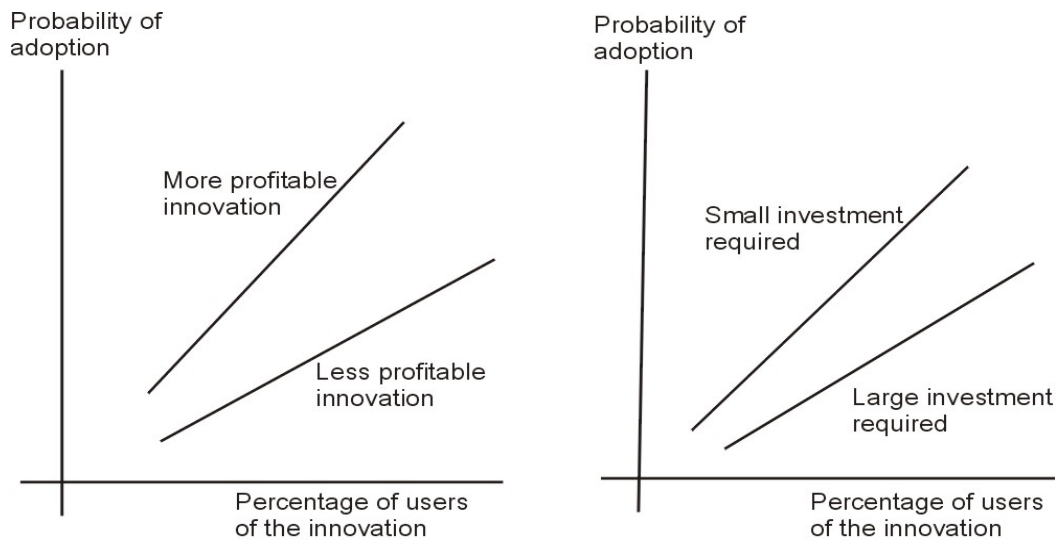 Probability of
adoption
More profitable
innovation
Less profitable
innovation
Percentage of users
of the innovation
Probability of
adoption
Small investment
required
Large investment
required
Percentage of users
of the innovation